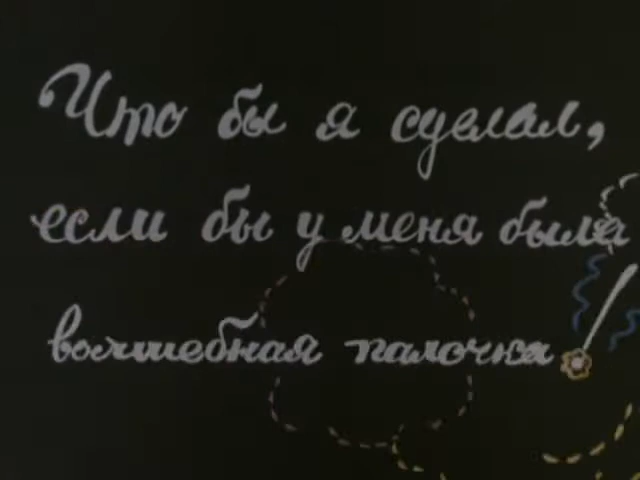 Что бы я сделал,
если бы у меня была
волшебная палочка